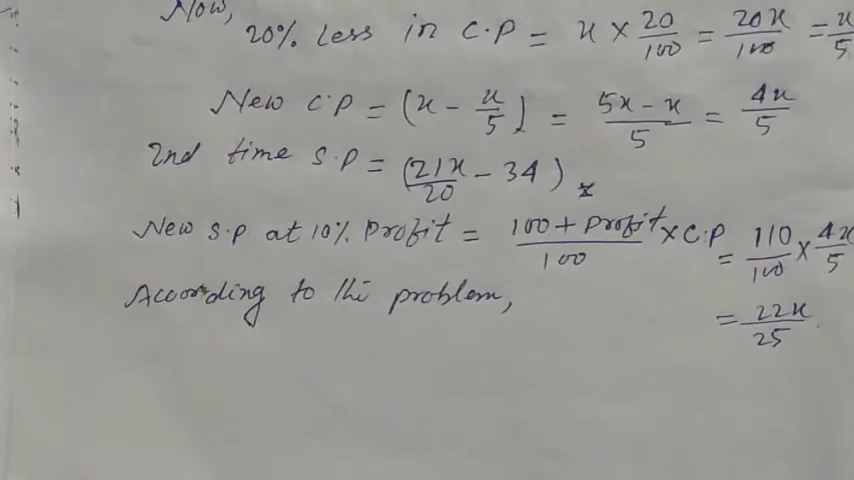 Now,
20% Less in C.P = x × 20/100 = 20x/100 = x/5
New C.P = (x - x/5) = 5x - x/5 = 4x/5
2nd time S.P = (21x/20 - 34)
New S.P at 10% Profit = 100 + Profit/100 × C.P = 110/100 × 4x/5
According to the problem,
= 22x/25